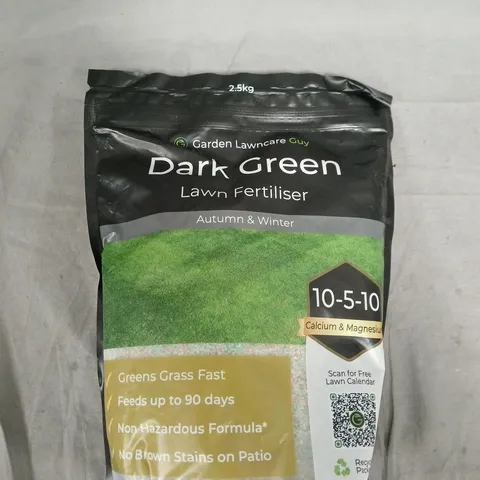 2.5kg
Garden Lawncare Guy
Dark Green
Lawn Fertiliser
Autumn & Winter
10-5-10
Calcium & Magnesium
Scan for Free
Lawn Calendar
Greens Grass Fast
Feeds up to 90 days
Non Hazardous Formula*
No Brown Stains on Patio